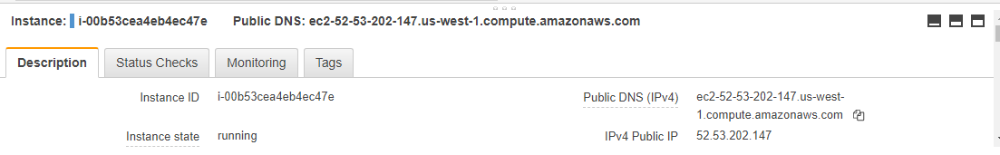 Instance: i-00b53cea4eb4ec47e Public DNS: ec2-52-53-202-147.us-west-1.compute.amazonaws.com
Description Status Checks Monitoring Tags
Instance ID i-00b53cea4eb4ec47e Public DNS (IPv4) ec2-52-53-202-147.us-west-
1.compute.amazonaws.com
Instance state running IPv4 Public IP 52.53.202.147